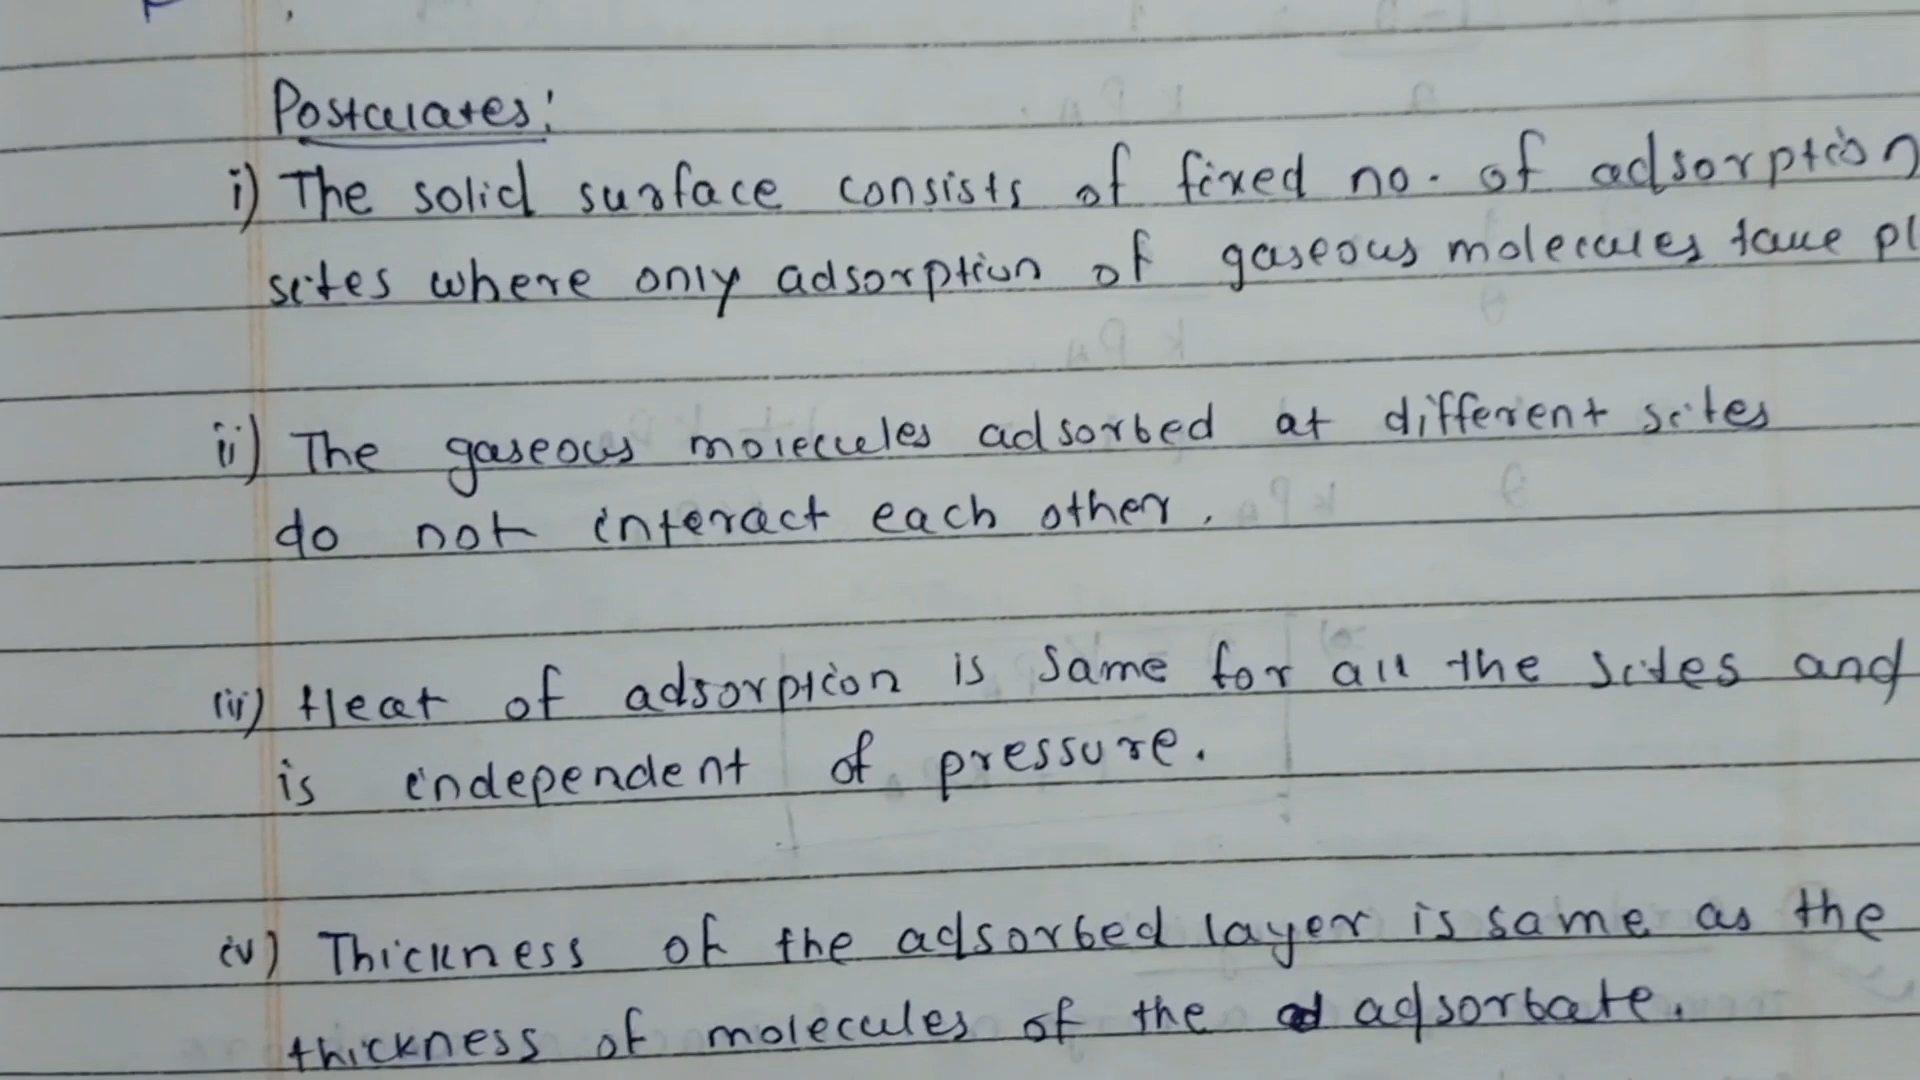 Postulates:
i) The solid surface consists of fixed no. of adsorption
sites where only adsorption of gaseous molecules take pl
ii) The gaseous molecules adsorbed at different sites
do not interact each other.
iii) Heat of adsorption is same for all the sites and
is independent of pressure.
iv) Thickness of the adsorbed layer is same as the
thickness of molecules of the adsorbate.